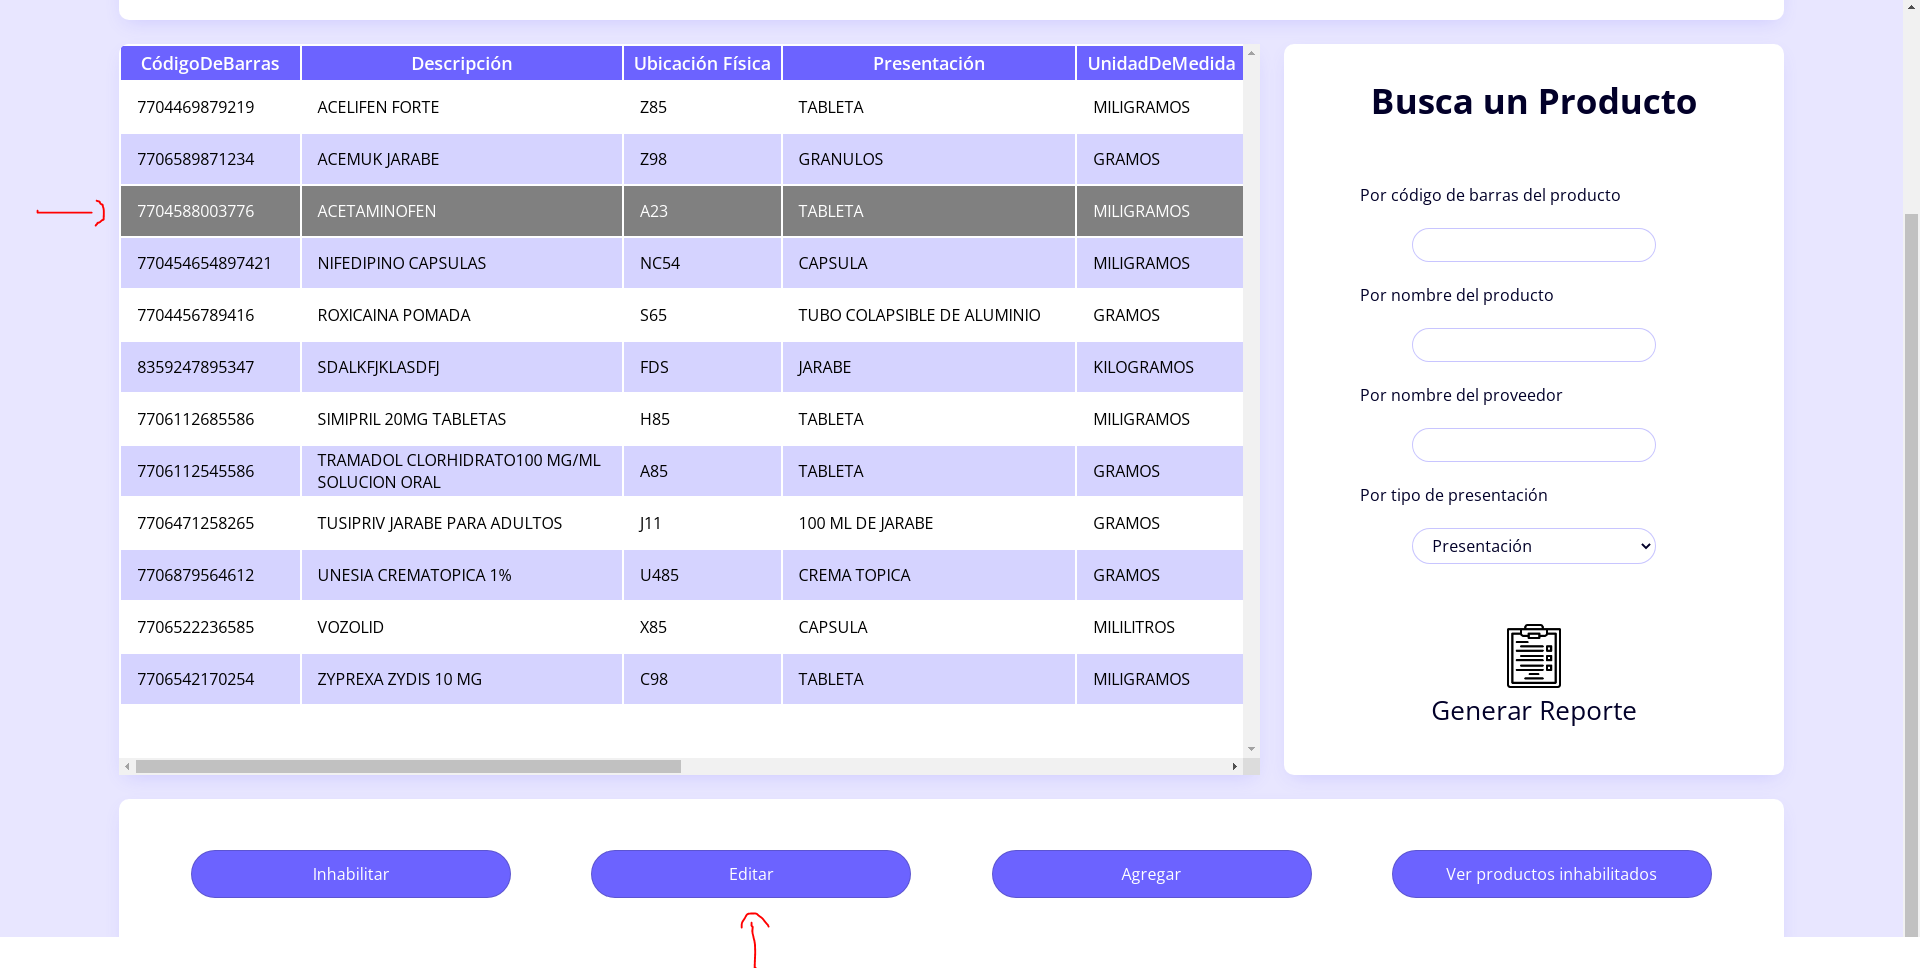 CódigoDeBarras Descripción Ubicación Física Presentación UnidadDeMedida
7704469879219 ACELIFEN FORTE Z85 TABLETA MILIGRAMOS
7706589871234 ACEMUK JARABE Z98 GRANULOS GRAMOS
7704588003776 ACETAMINOFEN A23 TABLETA MILIGRAMOS
770454654897421 NIFEDIPINO CAPSULAS NC54 CAPSULA MILIGRAMOS
7704456789416 ROXICAINA POMADA S65 TUBO COLAPSIBLE DE ALUMINIO GRAMOS
8359247895347 SDALKFJKLASDFJ FDS JARABE KILOGRAMOS
7706112685586 SIMIPRIL 20MG TABLETAS H85 TABLETA MILIGRAMOS
7706112545586 TRAMADOL CLORHIDRATO100 MG/ML SOLUCION ORAL A85 TABLETA GRAMOS
7706471258265 TUSIPRIV JARABE PARA ADULTOS J11 100 ML DE JARABE GRAMOS
7706879564612 UNESIA CREMATOPICA 1% U485 CREMA TOPICA GRAMOS
7706522236585 VOZOLID X85 CAPSULA MILILITROS
7706542170254 ZYPREXA ZYDIS 10 MG C98 TABLETA MILIGRAMOS
Busca un Producto
Por código de barras del producto
Por nombre del producto
Por nombre del proveedor
Por tipo de presentación
Presentación
Generar Reporte
Inhabilitar Editar Agregar Ver productos inhabilitados